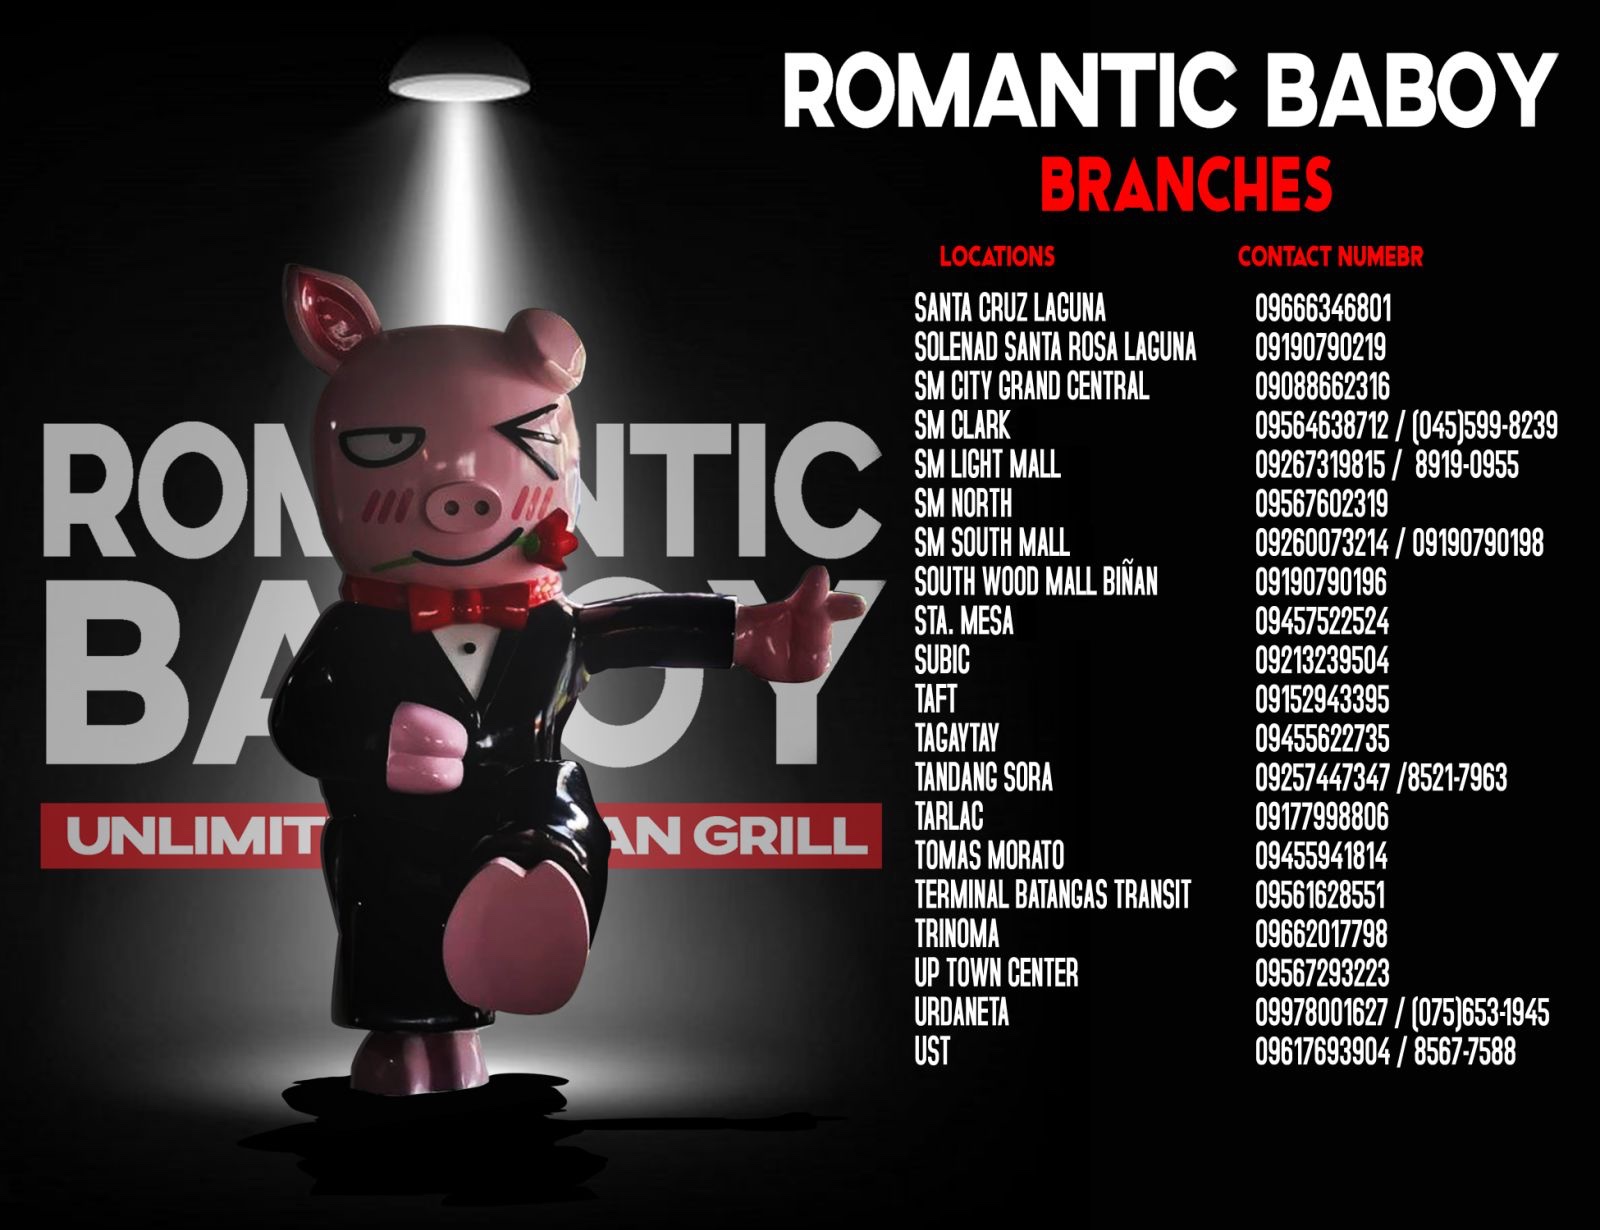 ROMANTIC BABOY
BRANCHES
LOCATIONS CONTACT NUMEBR
SANTA CRUZ LAGUNA 09666346801
SOLENAD SANTA ROSA LAGUNA 09190790219
SM CITY GRAND CENTRAL 09088662316
SM CLARK 09564638712 / (045)599-8239
SM LIGHT MALL 09267319815 / 8919-0955
SM NORTH 09567602319
SM SOUTH MALL 09260073214 / 09190790198
SOUTH WOOD MALL BIÑAN 09190790196
STA. MESA 09457522524
SUBIC 09213239504
TAFT 09152943395
TAGAYTAY 09455622735
TANDANG SORA 09257447347 /8521-7963
TARLAC 09177998806
TOMAS MORATO 09455941814
TERMINAL BATANGAS TRANSIT 09561628551
TRINOMA 09662017798
UP TOWN CENTER 09567293223
URDANETA 09978001627 / (075)653-1945
UST 09617693904 / 8567-7588
ROMANTIC
BABOY
GRILL